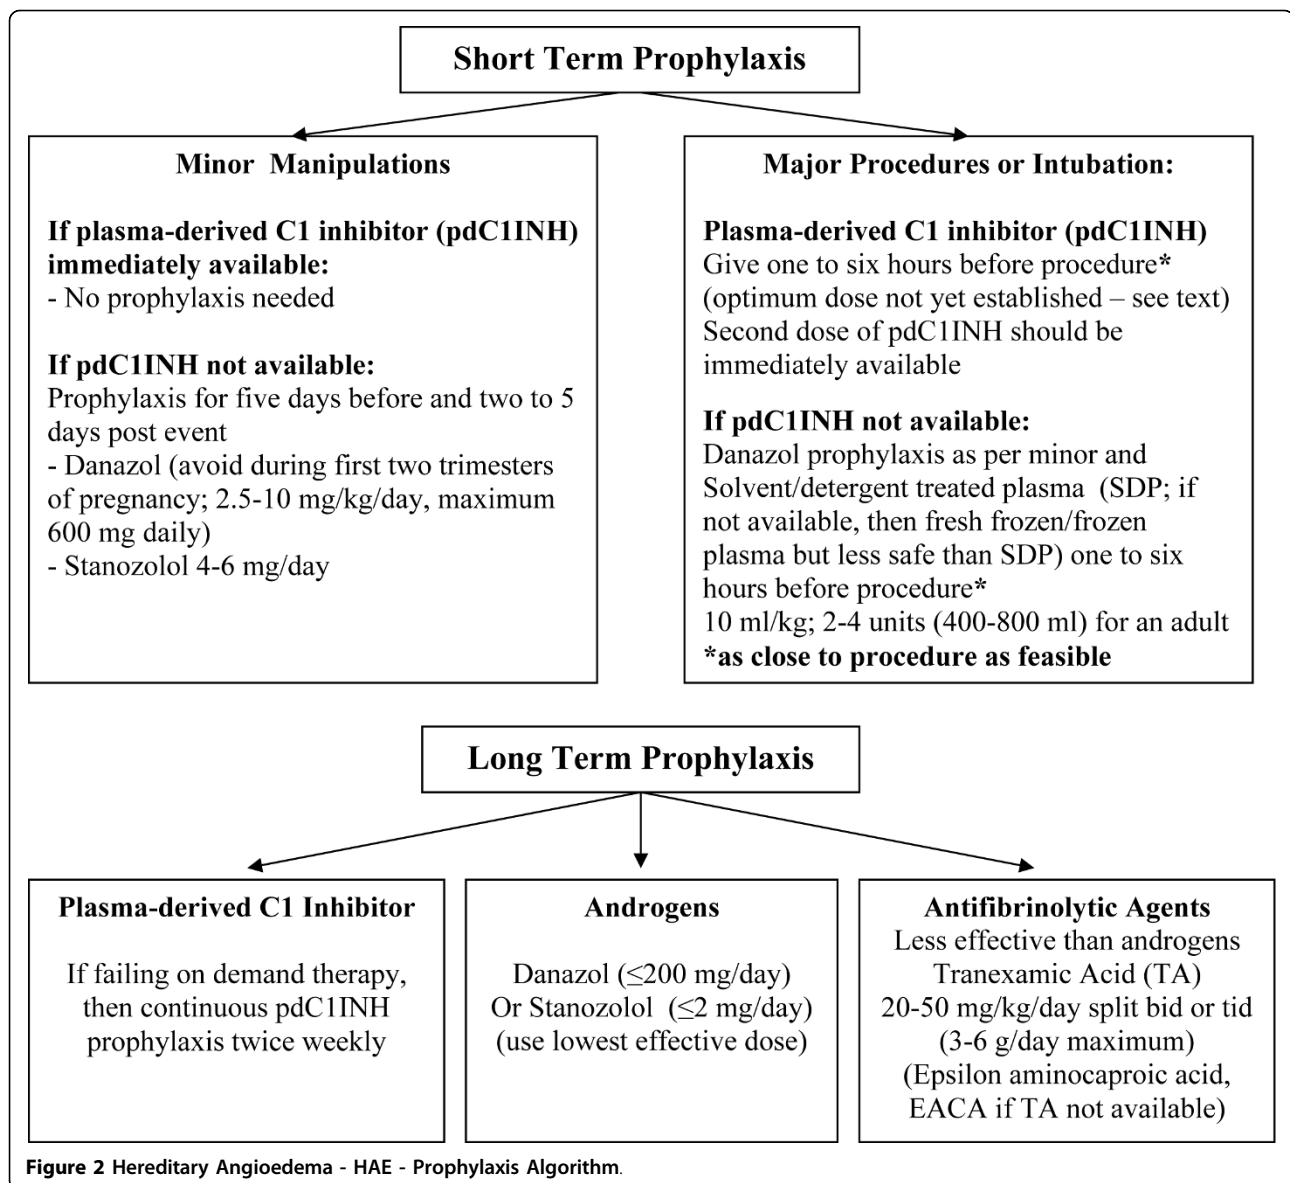 Short Term Prophylaxis
Minor Manipulations
If plasma-derived C1 inhibitor (pdC1INH)
immediately available:
- No prophylaxis needed
If pdC1INH not available:
Prophylaxis for five days before and two to 5
days post event
- Danazol (avoid during first two trimesters
of pregnancy; 2.5-10 mg/kg/day, maximum
600 mg daily)
- Stanozolol 4-6 mg/day
Major Procedures or Intubation:
Plasma-derived C1 inhibitor (pdC1INH)
Give one to six hours before procedure*
(optimum dose not yet established – see text)
Second dose of pdC1INH should be
immediately available
If pdC1INH not available:
Danazol prophylaxis as per minor and
Solvent/detergent treated plasma (SDP; if
not available, then fresh frozen/frozen
plasma but less safe than SDP) one to six
hours before procedure*
10 ml/kg; 2-4 units (400-800 ml) for an adult
*as close to procedure as feasible
Long Term Prophylaxis
Plasma-derived C1 Inhibitor
If failing on demand therapy,
then continuous pdC1INH
prophylaxis twice weekly
Androgens
Danazol (≤200 mg/day)
Or Stanozolol (≤2 mg/day)
(use lowest effective dose)
Antifibrinolytic Agents
Less effective than androgens
Tranexamic Acid (TA)
20-50 mg/kg/day split bid or tid
(3-6 g/day maximum)
(Epsilon aminocaproic acid,
EACA if TA not available)
Figure 2 Hereditary Angioedema - HAE - Prophylaxis Algorithm.